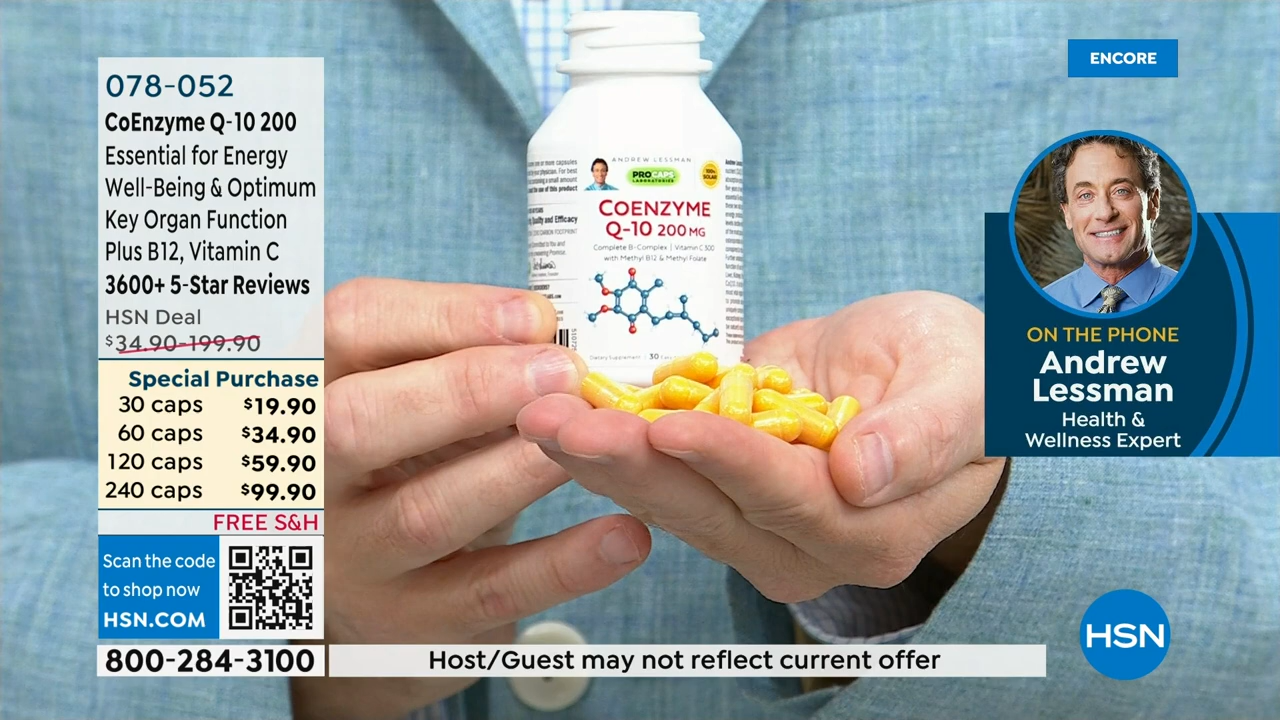 078-052
CoEnzyme Q-10 200
Essential for Energy
Well-Being & Optimum
Key Organ Function
Plus B12, Vitamin C
3600+ 5-Star Reviews
HSN Deal
$34.90-199.90
Special Purchase
30 caps $19.90
60 caps $34.90
120 caps $59.90
240 caps $99.90
FREE S&H
Scan the code
to shop now
HSN.COM
800-284-3100
Host/Guest may not reflect current offer
ANDREW LESSMAN
PROCAPS
LABORATORIES
100%
SOLAR
COENZYME
Q-10 200 MG
Complete B-Complex | Vitamin C 300
with Methyl B12 & Methyl Folate
Dietary Supplement 30
ENCORE
ON THE PHONE
Andrew
Lessman
Health &
Wellness Expert
HSN